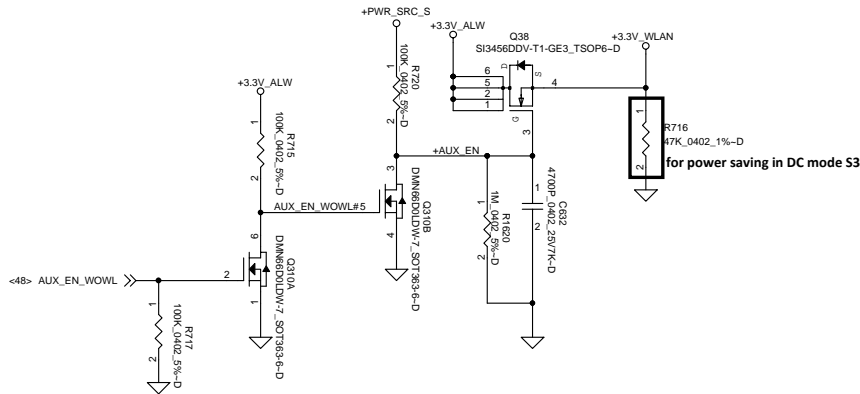 +PWR_SRC_S
+3.3V_ALW
Q38
SI3456DDV-T1-GE3_TSOP6~D
+3.3V_WLAN
1
R720
100K_0402_5%~D
2
6
5
2
1
D
S
G
4
3
1
R716
47K_0402_1%~D
2
for power saving in DC mode S3
+3.3V_ALW
1
R715
100K_0402_5%~D
2
+AUX_EN
3
AUX_EN_WOWL#
5
Q310B
DMN66D0LDW-7_SOT363-6~D
4
1
R1620
1M_0402_5%~D
2
1
C632
4700P_0402_25V7K~D
2
6
<48> AUX_EN_WOWL
2
Q310A
DMN66D0LDW-7_SOT363-6~D
1
1
R717
100K_0402_5%~D
2